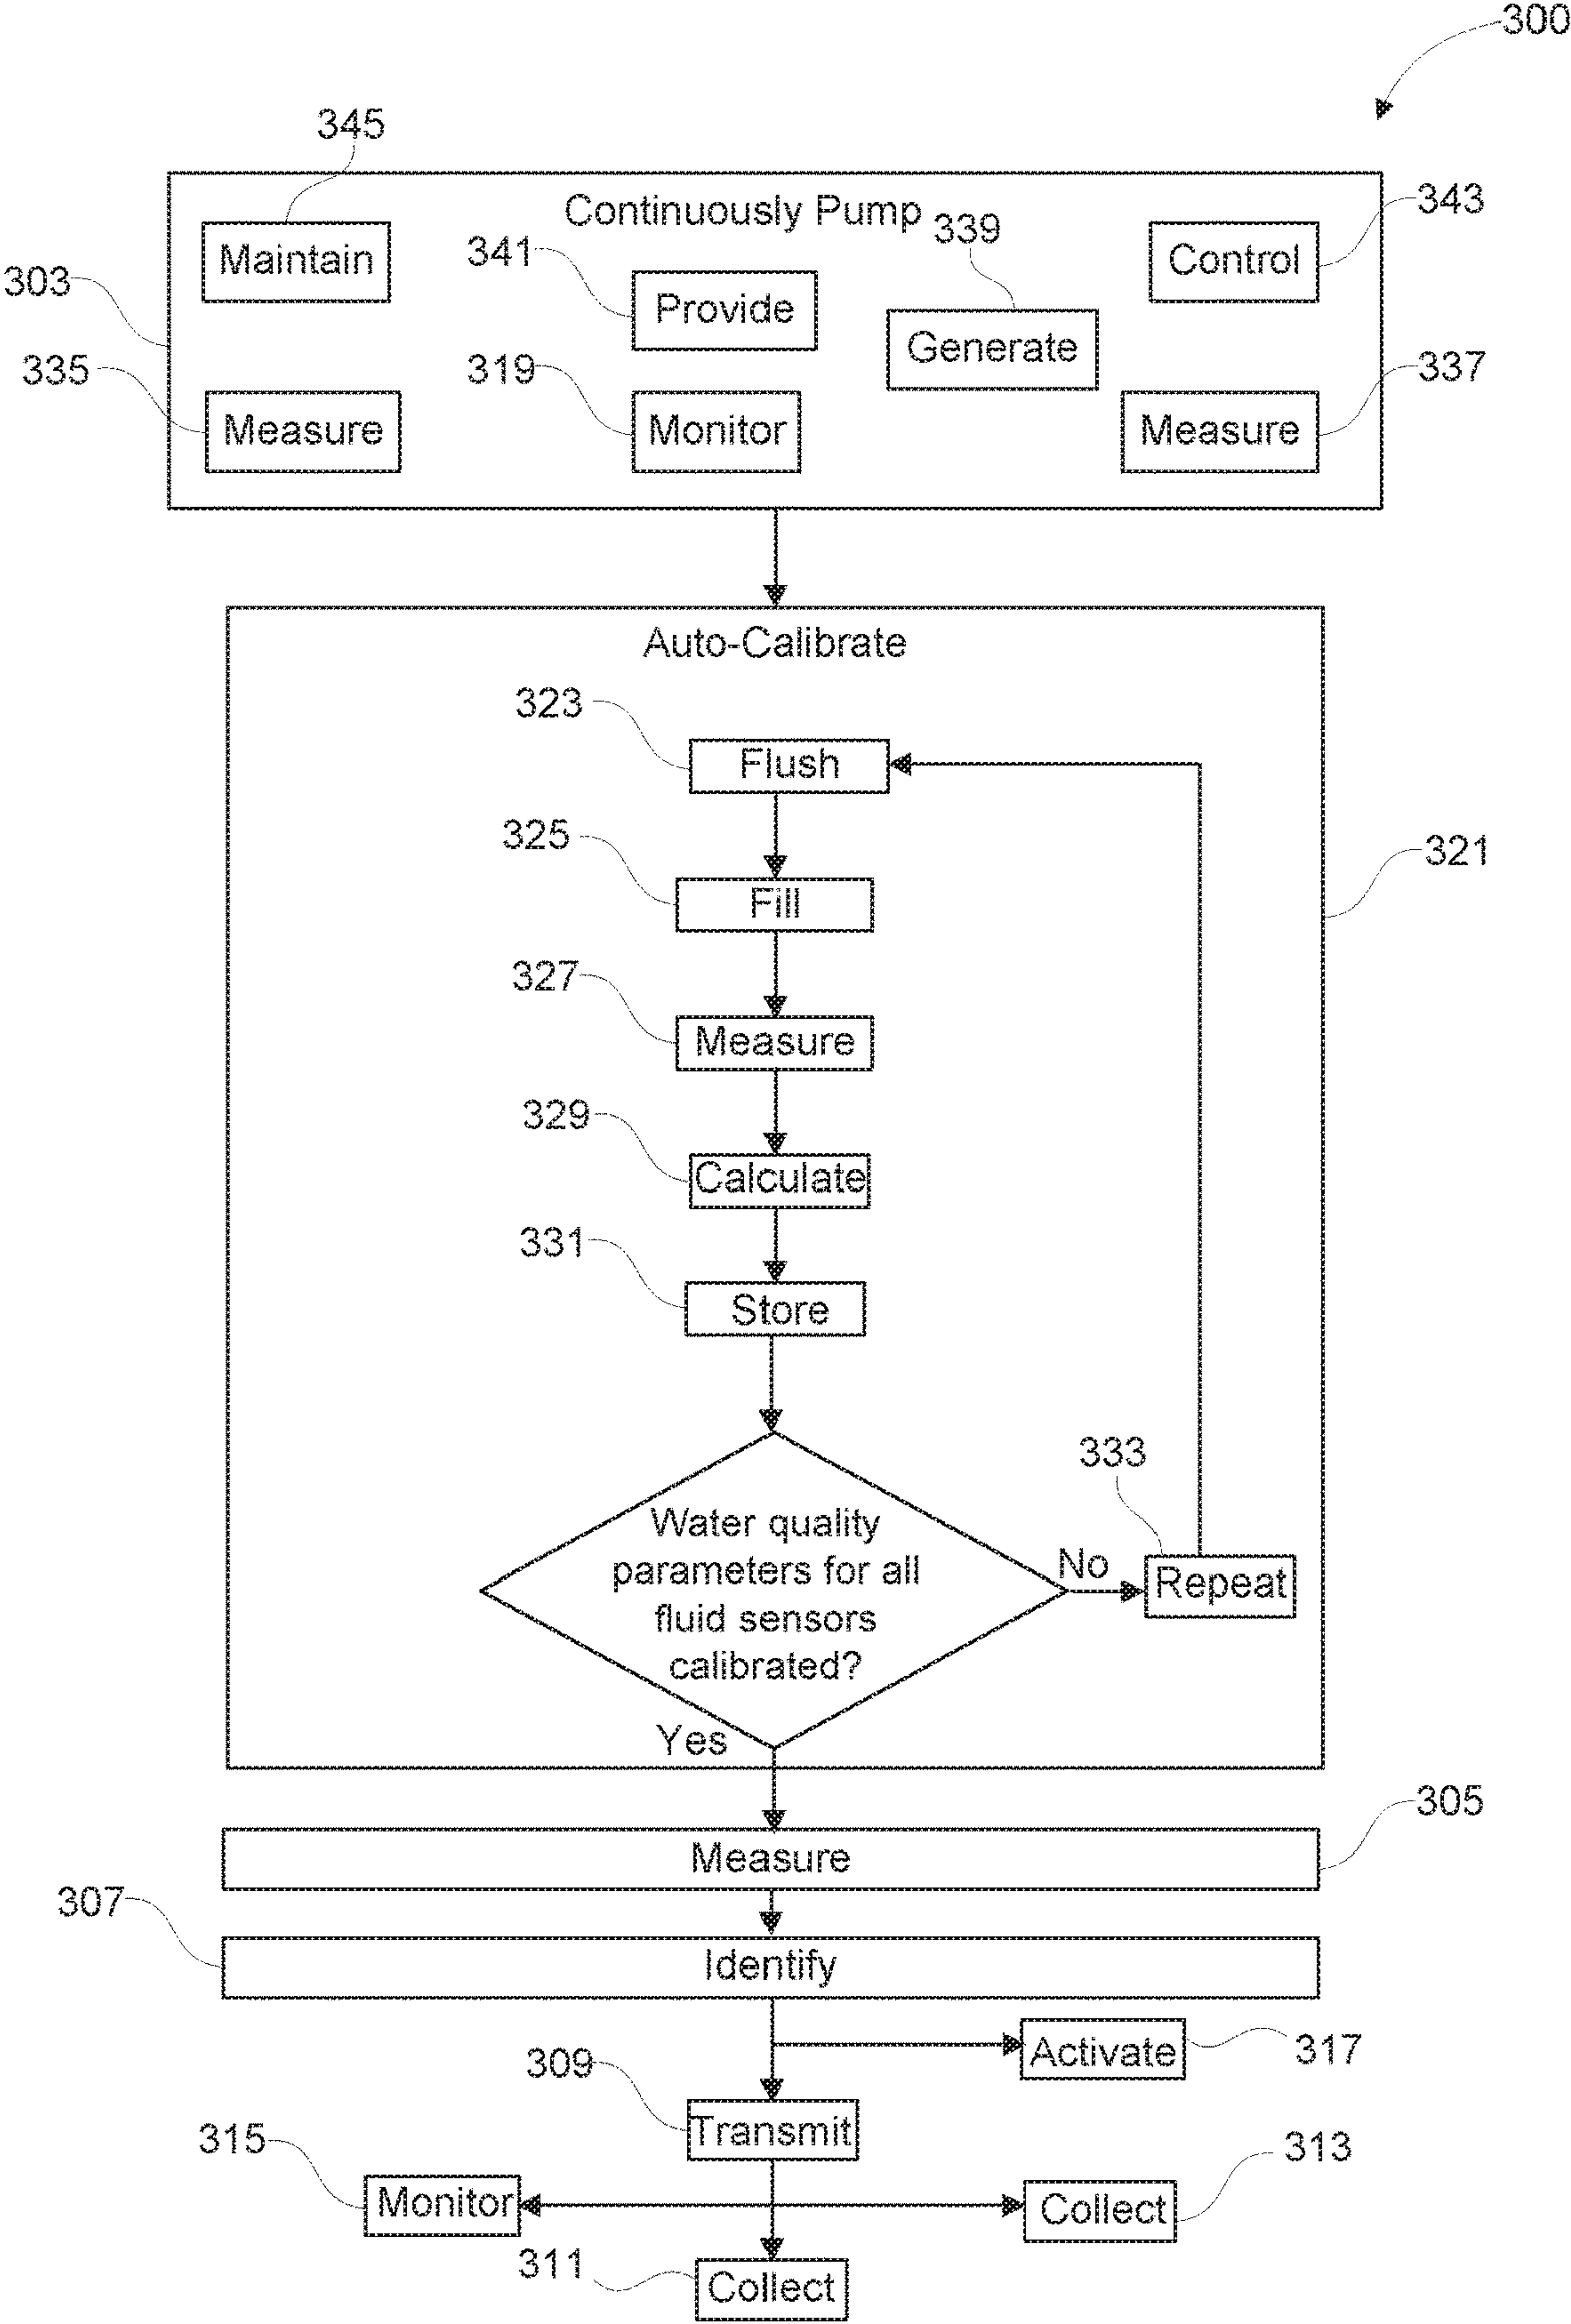 300
345
Continuously Pump
343
339
Maintain
341
Control
303
Provide
Generate
335
319
337
Measure
Monitor
Measure
Auto-Calibrate
323
Flush
325
321
Fill
327
Measure
329
Calculate
331
Store
333
Water quality
parameters for all
fluid sensors
calibrated?
No
Repeat
Yes
305
Measure
307
Identify
317
Activate
309
Transmit
315
313
Monitor
Collect
311
Collect